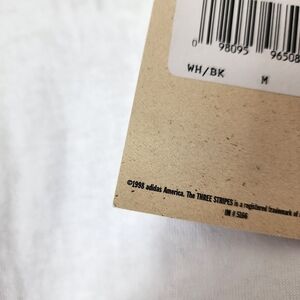 0 98095 96508
WH/BK M
©1998 adidas America. The THREE STRIPES is a registered trademark of